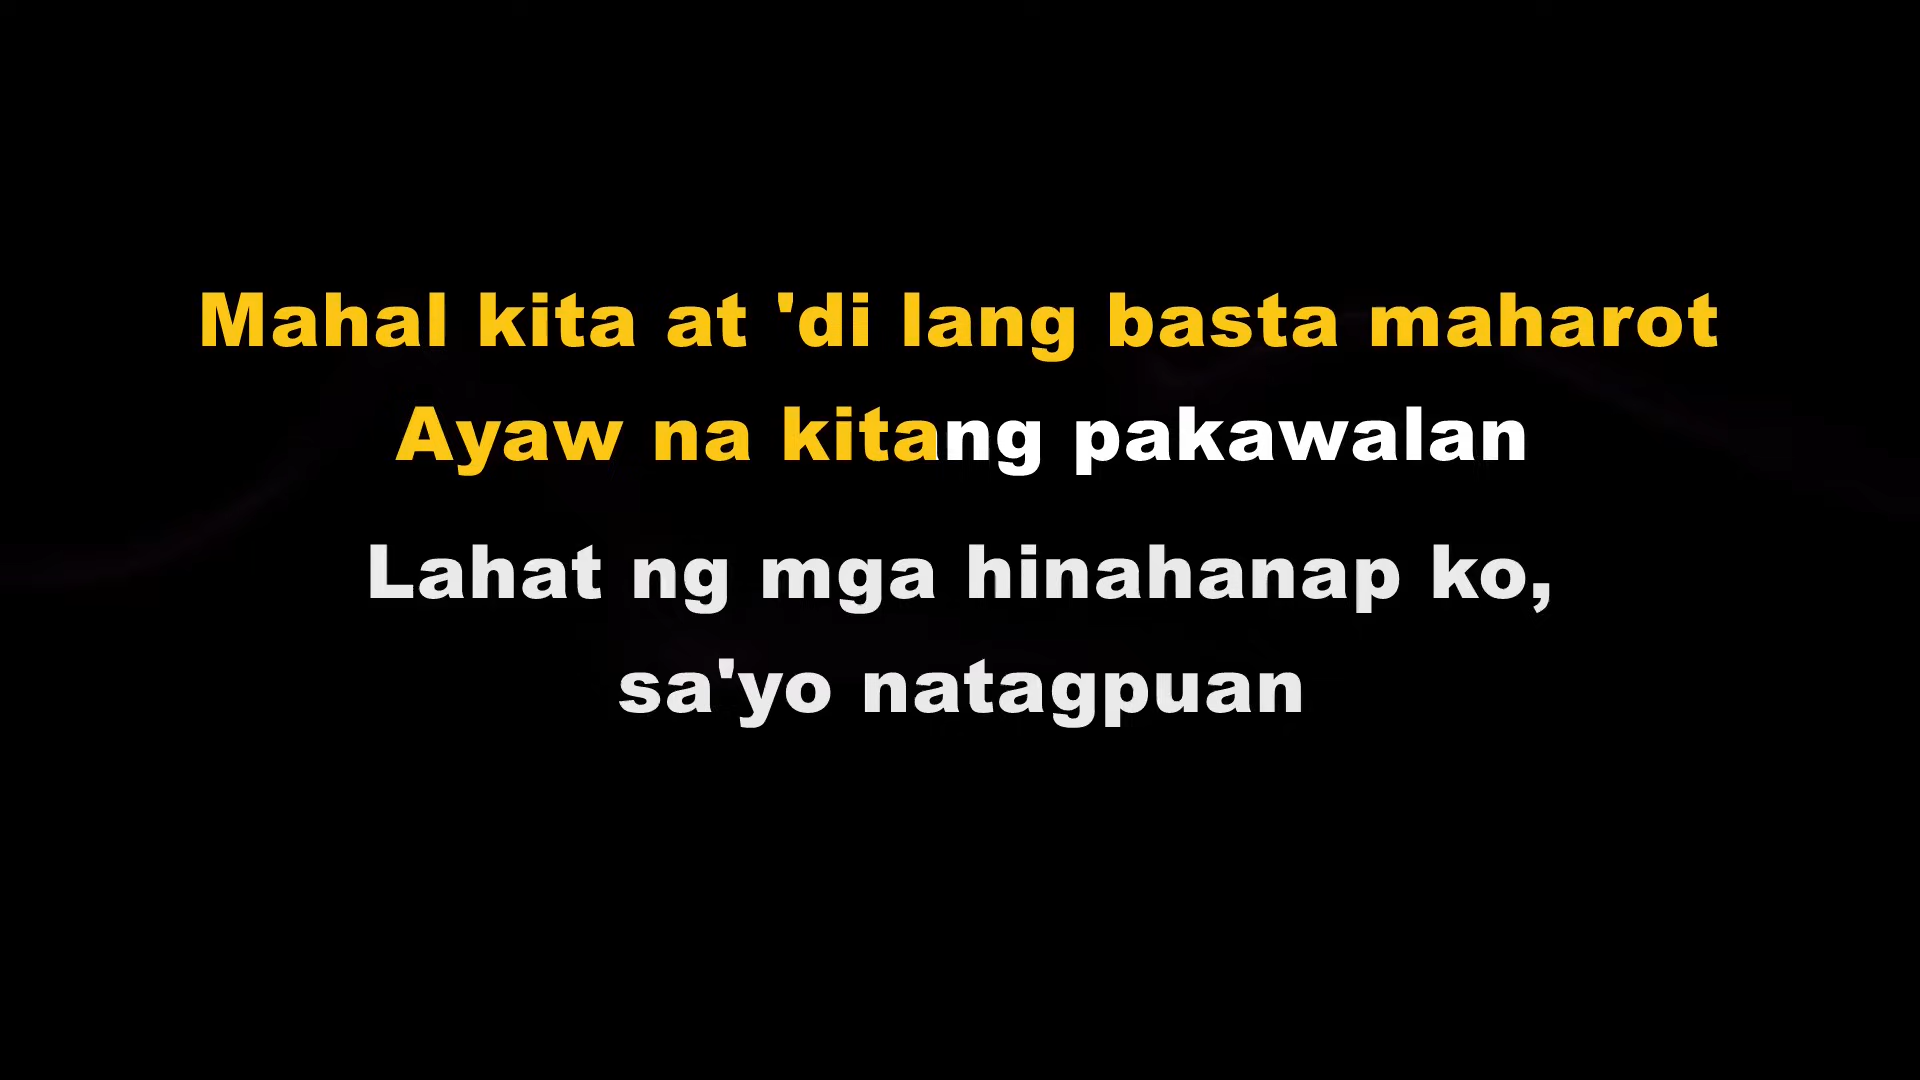 Mahal kita at 'di lang basta maharot
Ayaw na kitang pakawalan
Lahat ng mga hinahanap ko,
sa'yo natagpuan